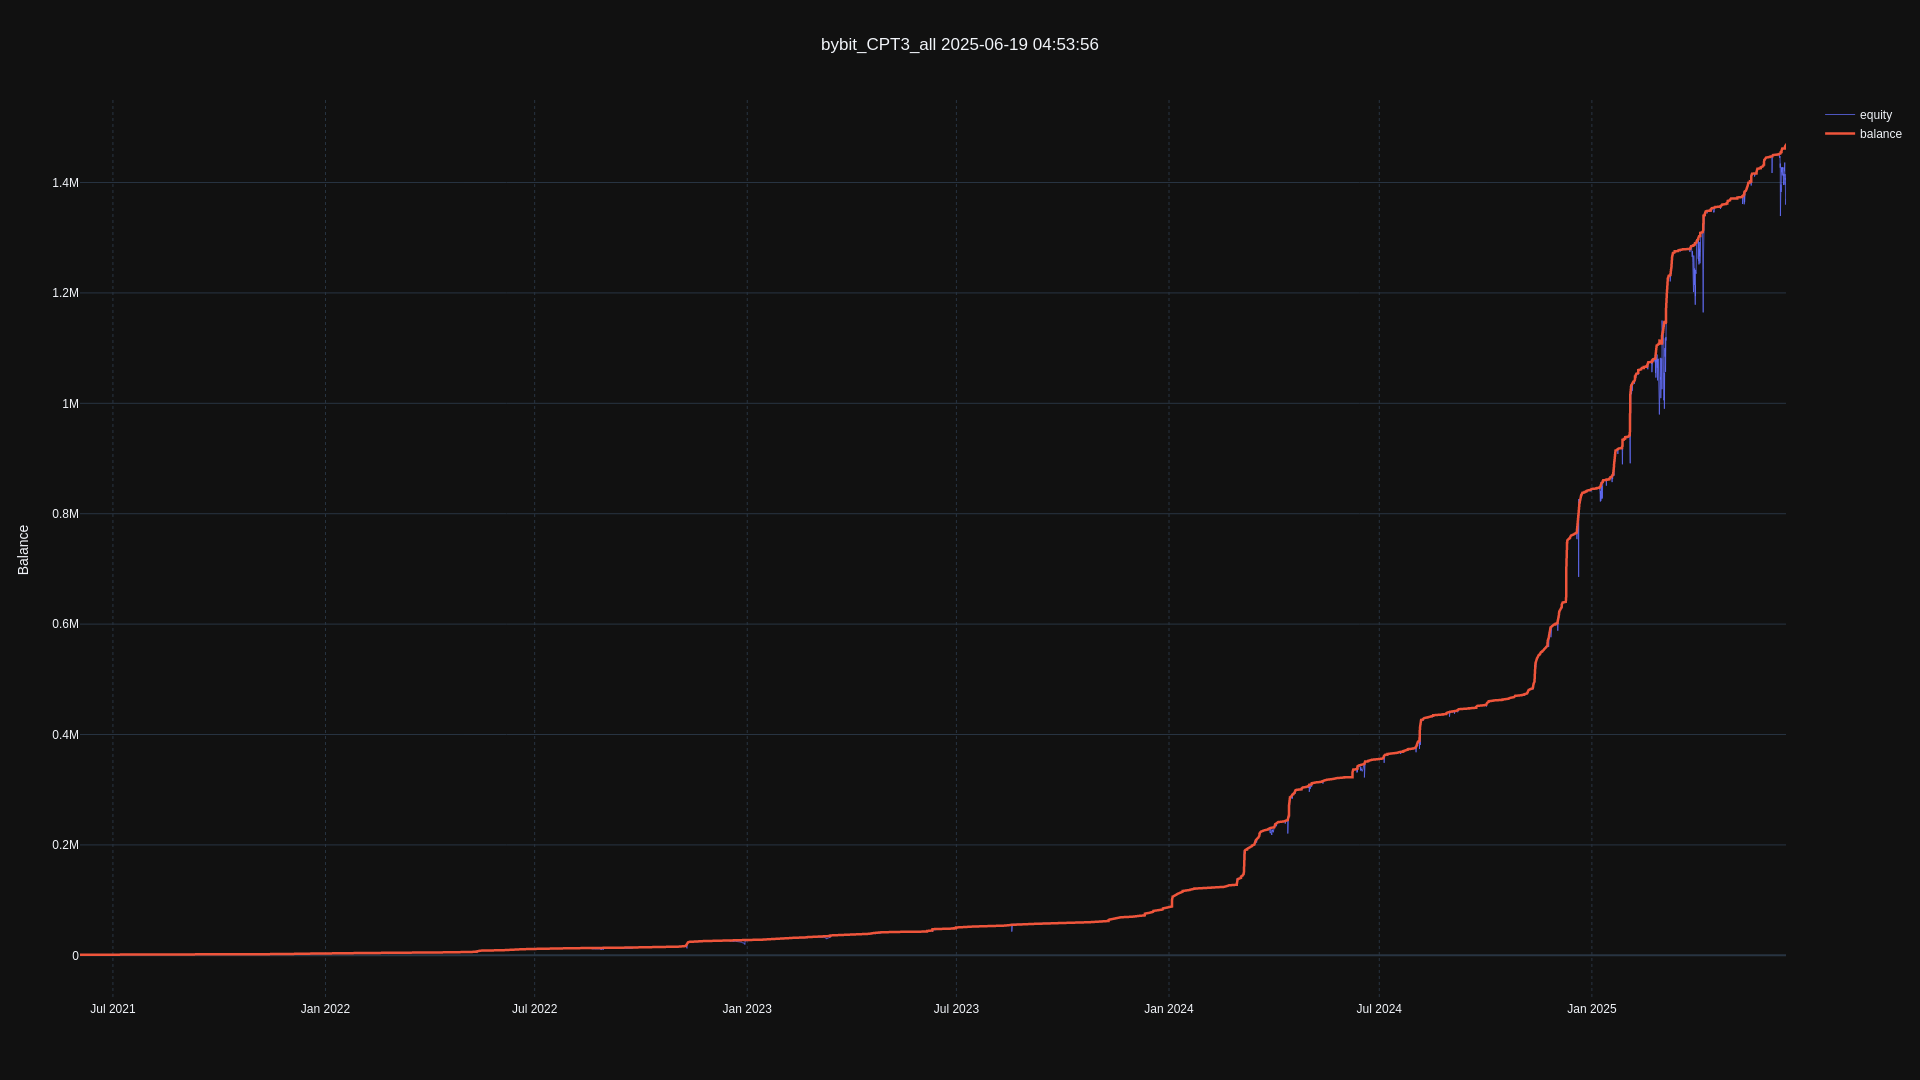 bybit_CPT3_all 2025-06-19 04:53:56
equity
balance
1.4M
1.2M
1M
0.8M
0.6M
0.4M
0.2M
0
Balance
Jul 2021
Jan 2022
Jul 2022
Jan 2023
Jul 2023
Jan 2024
Jul 2024
Jan 2025